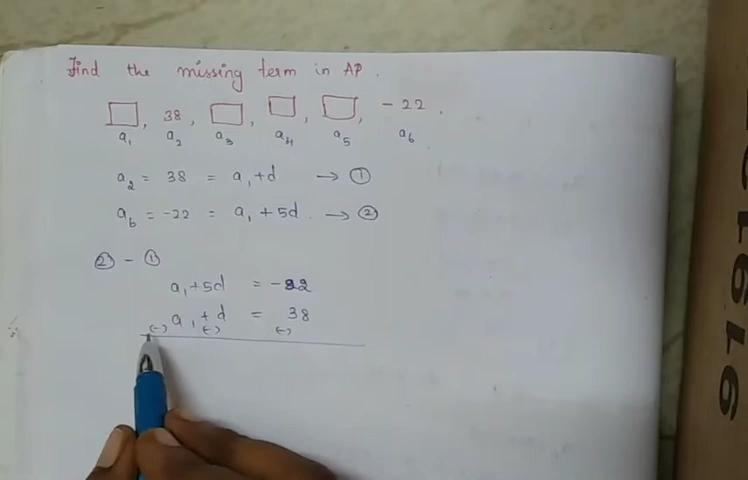 Find the missing term in AP.
□, 38, □, □, □, -22.
a₁ a₂ a₃ a₄ a₅ a₆
a₂ = 38 = a₁+d → ①
a₆ = -22 = a₁ + 5d. → ②
② - ①
a₁+5d = -22
a₁ + d = 38
(-) (-) (-)